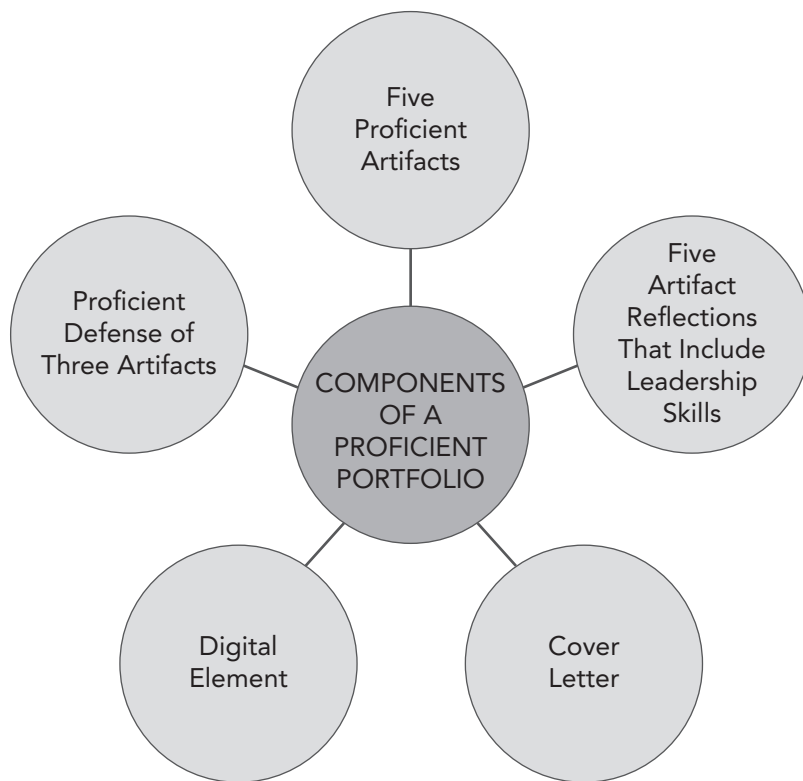 Five
Proficient
Artifacts
Proficient
Defense of
Three Artifacts
Five
Artifact
Reflections
That Include
Leadership
Skills
COMPONENTS
OF A
PROFICIENT
PORTFOLIO
Digital
Element
Cover
Letter